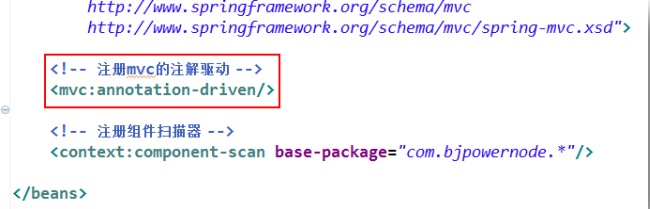 http://www.springframework.org/schema/mvc
http://www.springframework.org/schema/mvc/spring-mvc.xsd">
<!-- 注册mvc的注解驱动 -->
<mvc:annotation-driven/>
<!-- 注册组件扫描器 -->
<context:component-scan base-package="com.bjpowernode.*"/>
</beans>